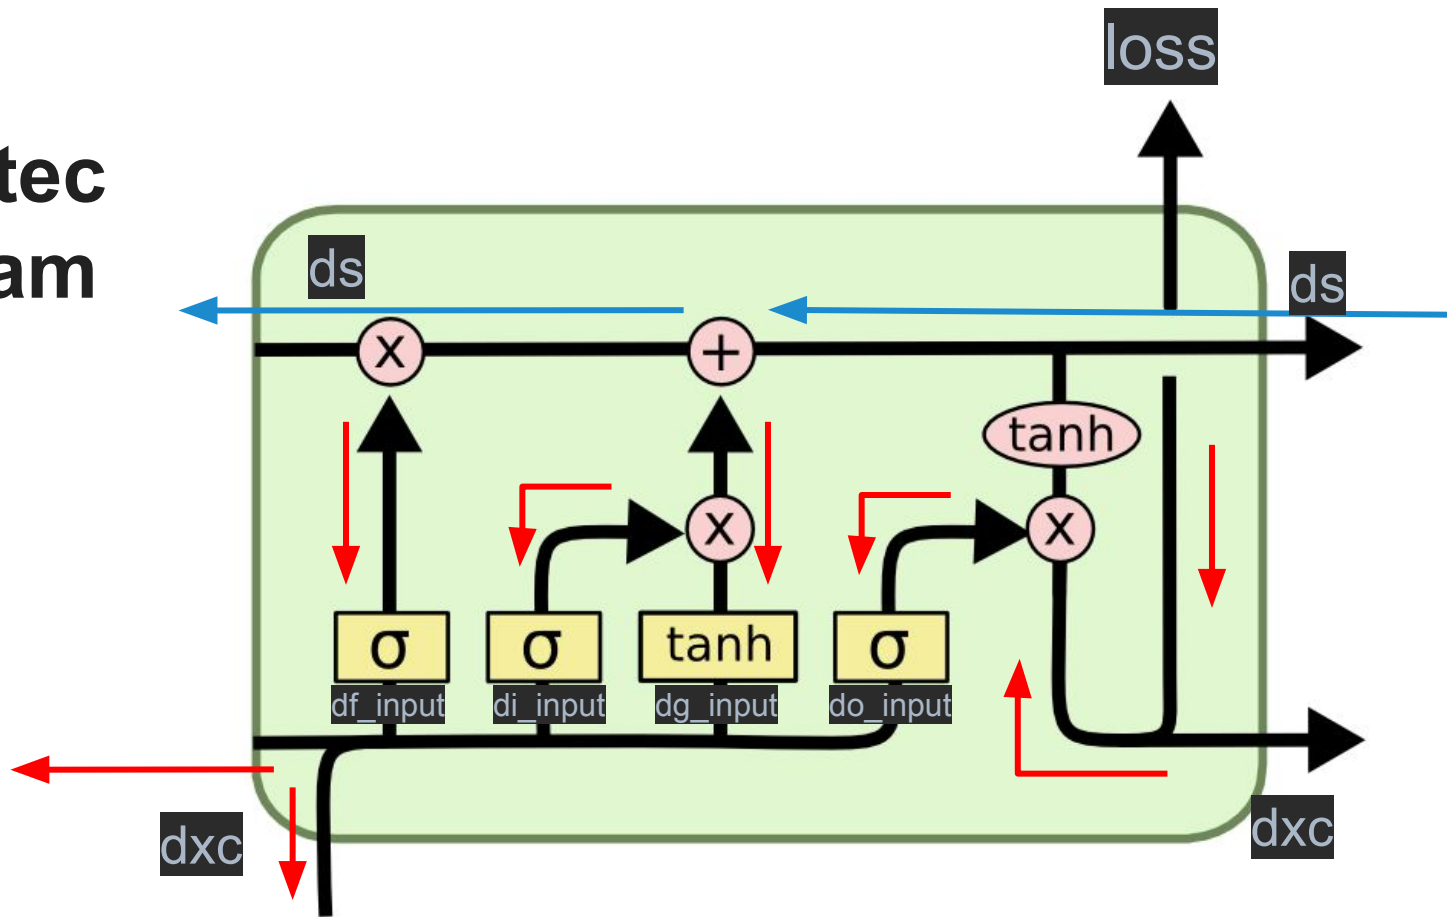 loss
tec
am
ds
ds
x
+
tanh
x
x
σ
σ
tanh
σ
df_input
di_input
dg_input
do_input
dxc
dxc